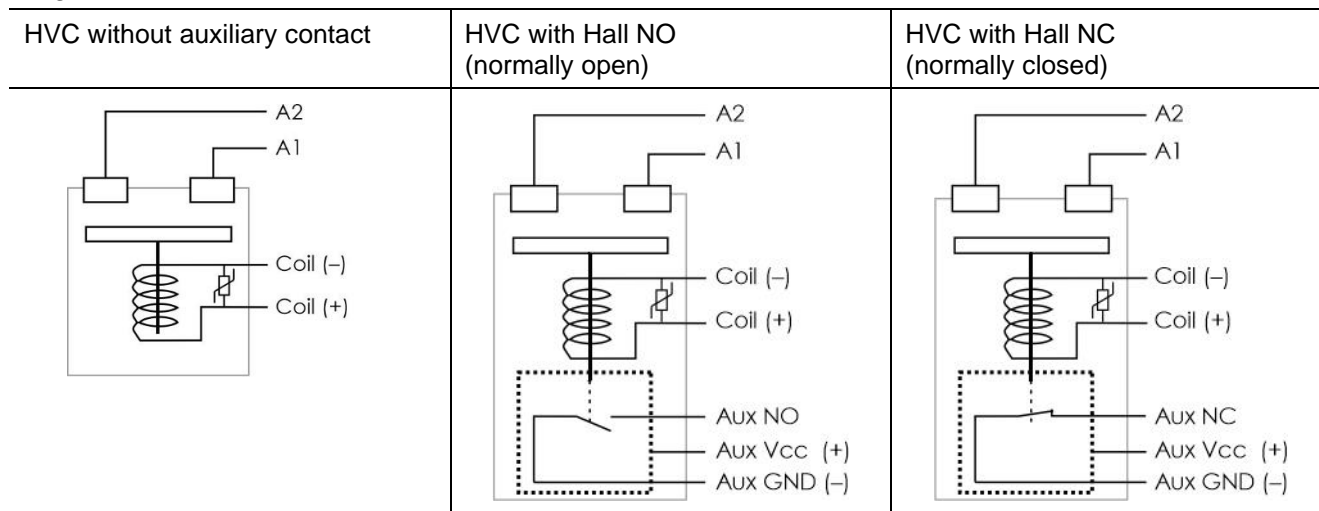 HVC without auxiliary contact
HVC with Hall NO
(normally open)
HVC with Hall NC
(normally closed)
A2
A1
Coil (–)
Coil (+)
A2
A1
Coil (–)
Coil (+)
Aux NO
Aux Vcc (+)
Aux GND (–)
A2
A1
Coil (–)
Coil (+)
Aux NC
Aux Vcc (+)
Aux GND (–)